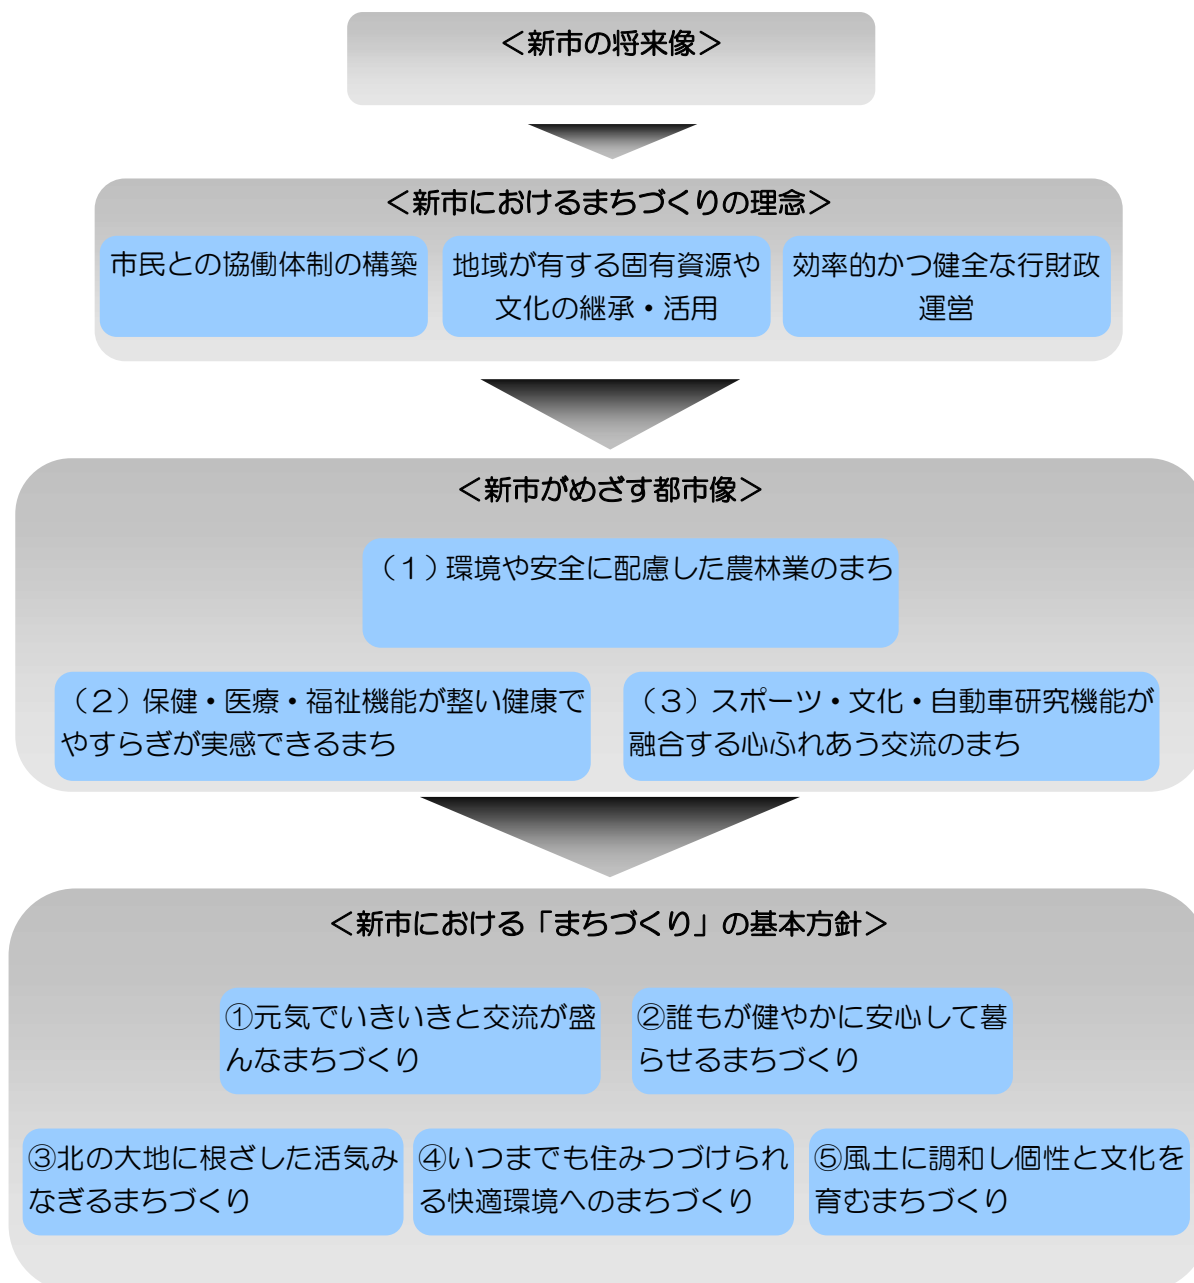 ＜新市の将来像＞
＜新市におけるまちづくりの理念＞
市民との協働体制の構築
地域が有する固有資源や
文化の継承・活用
効率的かつ健全な行財政
運営
＜新市がめざす都市像＞
（１）環境や安全に配慮した農林業のまち
（２）保健・医療・福祉機能が整い健康で
やすらぎが実感できるまち
（３）スポーツ・文化・自動車研究機能が
融合する心ふれあう交流のまち
＜新市における「まちづくり」の基本方針＞
①元気でいきいきと交流が盛
んなまちづくり
②誰もが健やかに安心して暮
らせるまちづくり
③北の大地に根ざした活気み
なぎるまちづくり
④いつまでも住みつづけられ
る快適環境へのまちづくり
⑤風土に調和し個性と文化を
育むまちづくり